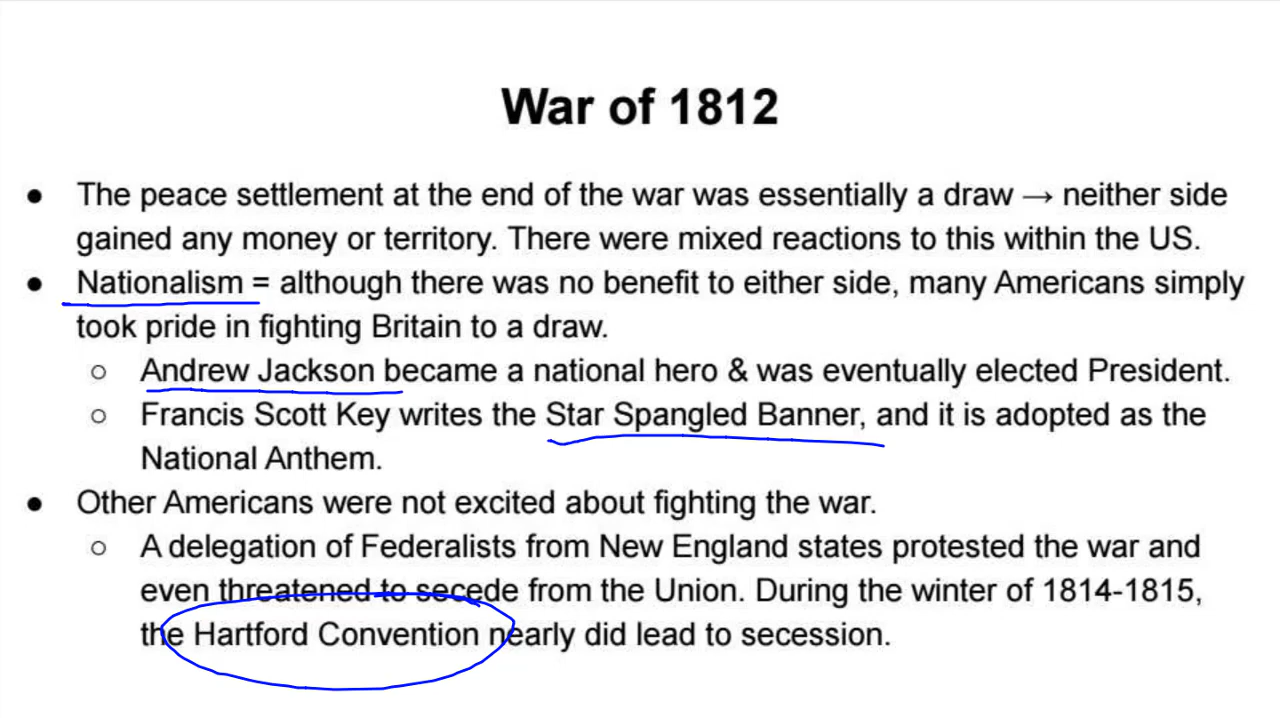 War of 1812
● The peace settlement at the end of the war was essentially a draw → neither side
gained any money or territory. There were mixed reactions to this within the US.
● Nationalism = although there was no benefit to either side, many Americans simply
took pride in fighting Britain to a draw.
○ Andrew Jackson became a national hero & was eventually elected President.
○ Francis Scott Key writes the Star Spangled Banner, and it is adopted as the
National Anthem.
● Other Americans were not excited about fighting the war.
○ A delegation of Federalists from New England states protested the war and
even threatened to secede from the Union. During the winter of 1814-1815,
the Hartford Convention nearly did lead to secession.